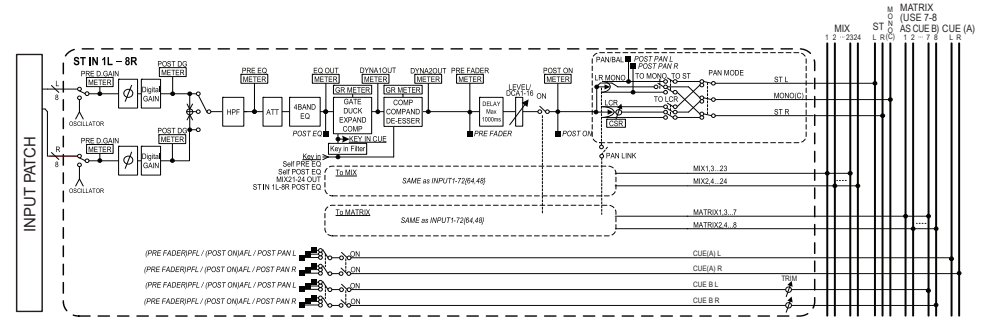 INPUT PATCH
ST IN 1L – 8R
L
8
OSCILLATOR
PRE D.GAIN
METER
Ø
Digital
GAIN
POST DG
METER
R
8
OSCILLATOR
PRE D.GAIN
METER
Ø
Digital
GAIN
POST DG
METER
HPF
PRE EQ
METER
ATT
4BAND
EQ
EQ OUT
METER
POST EQ
DYNA1OUT
METER
GR METER
GATE
DUCK
EXPAND
COMP
KEY IN CUE
Key in Filter
Key in
Self PRE EQ
Self POST EQ
MIX21-24 OUT
ST IN 1L-8R POST EQ
DYNA2OUT
METER
GR METER
COMP
COMPAND
DE-ESSER
PRE FADER
METER
PRE FADER
DELAY
Max
1000ms
LEVEL/
DCA1-16
ON
POST ON
METER
POST ON
PAN/BAL
POST PAN L
POST PAN R
LR MONO
TO MONO
TO ST
PAN MODE
LCR
TO LCR
CSR
PAN LINK
ST L
MONO(C)
ST R
To MIX
SAME as INPUT1-72{64,48}
MIX1,3...23
MIX2,4...24
To MATRIX
SAME as INPUT1-72{64,48}
MATRIX1,3...7
MATRIX2,4...8
(PRE FADER)PFL / (POST ON)AFL / POST PAN L
ON
CUE(A) L
(PRE FADER)PFL / (POST ON)AFL / POST PAN R
ON
CUE(A) R
(PRE FADER)PFL / (POST ON)AFL / POST PAN L
ON
CUE B L
TRIM
(PRE FADER)PFL / (POST ON)AFL / POST PAN R
ON
CUE B R
MIX
1 2 ··· 2324
ST
L R
MONO
(C)
MATRIX
(USE 7-8
AS CUE B)
1 2 ··· 7 8
CUE (A)
L R